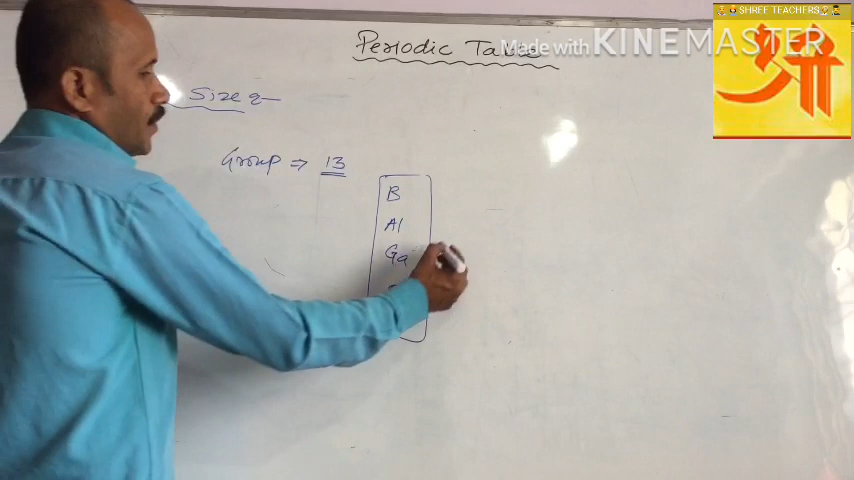 SHREE TEACHERS
Periodic Table
Made with KINEMASTER
श्री
Size
Group ⇒ 13
B
Al
Ga